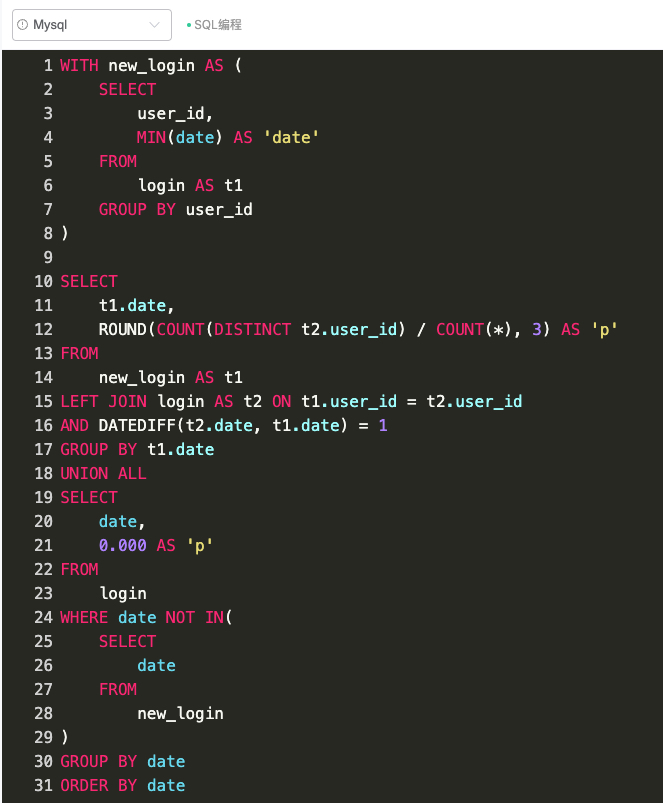 Mysql
SQL编程
1 WITH new_login AS (
2     SELECT
3         user_id,
4         MIN(date) AS 'date'
5     FROM
6         login AS t1
7     GROUP BY user_id
8 )
9
10 SELECT
11     t1.date,
12     ROUND(COUNT(DISTINCT t2.user_id) / COUNT(*), 3) AS 'p'
13 FROM
14     new_login AS t1
15 LEFT JOIN login AS t2 ON t1.user_id = t2.user_id
16 AND DATEDIFF(t2.date, t1.date) = 1
17 GROUP BY t1.date
18 UNION ALL
19 SELECT
20     date,
21     0.000 AS 'p'
22 FROM
23     login
24 WHERE date NOT IN(
25     SELECT
26         date
27     FROM
28         new_login
29 )
30 GROUP BY date
31 ORDER BY date